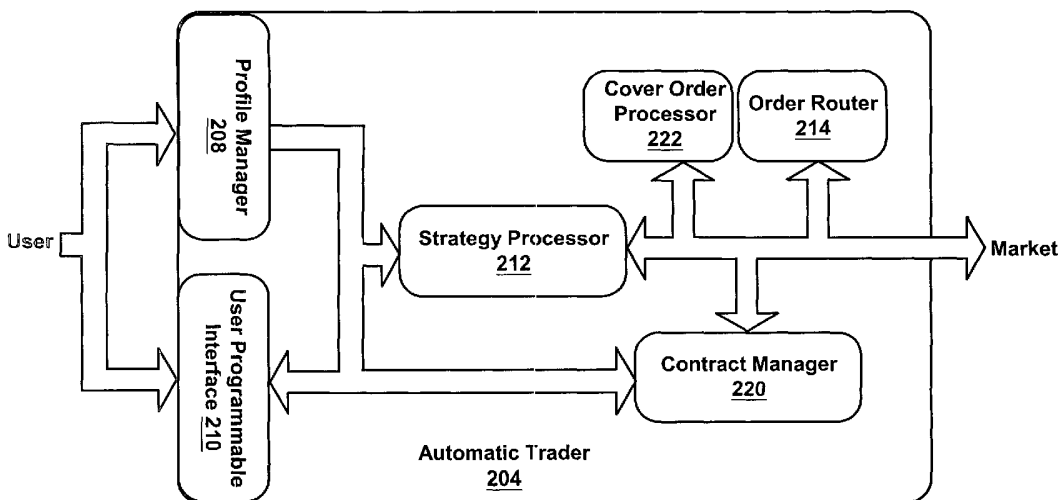 User
Profile Manager
208
User Programmable
Interface 210
Strategy Processor
212
Cover Order
Processor
222
Order Router
214
Market
Contract Manager
220
Automatic Trader
204